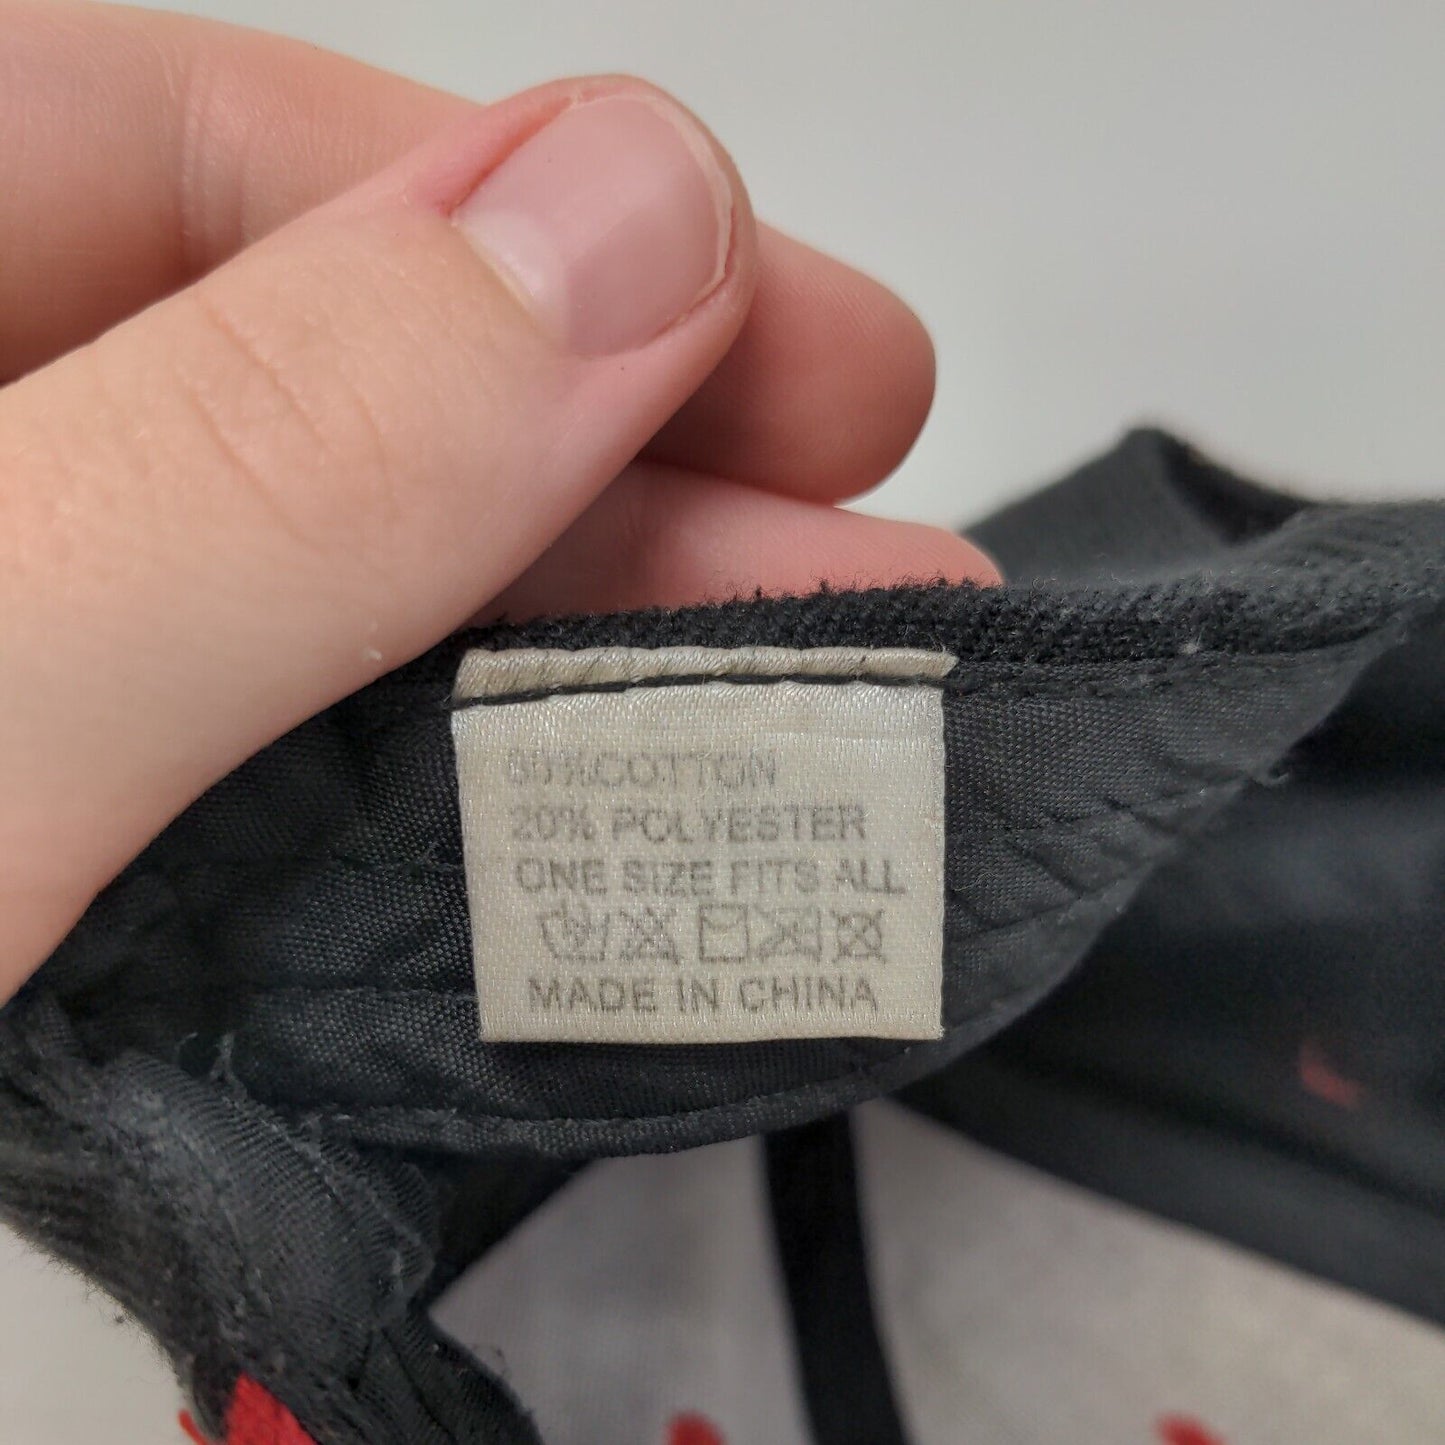 80%COTTON
20% POLYESTER
ONE SIZE FITS ALL
MADE IN CHINA